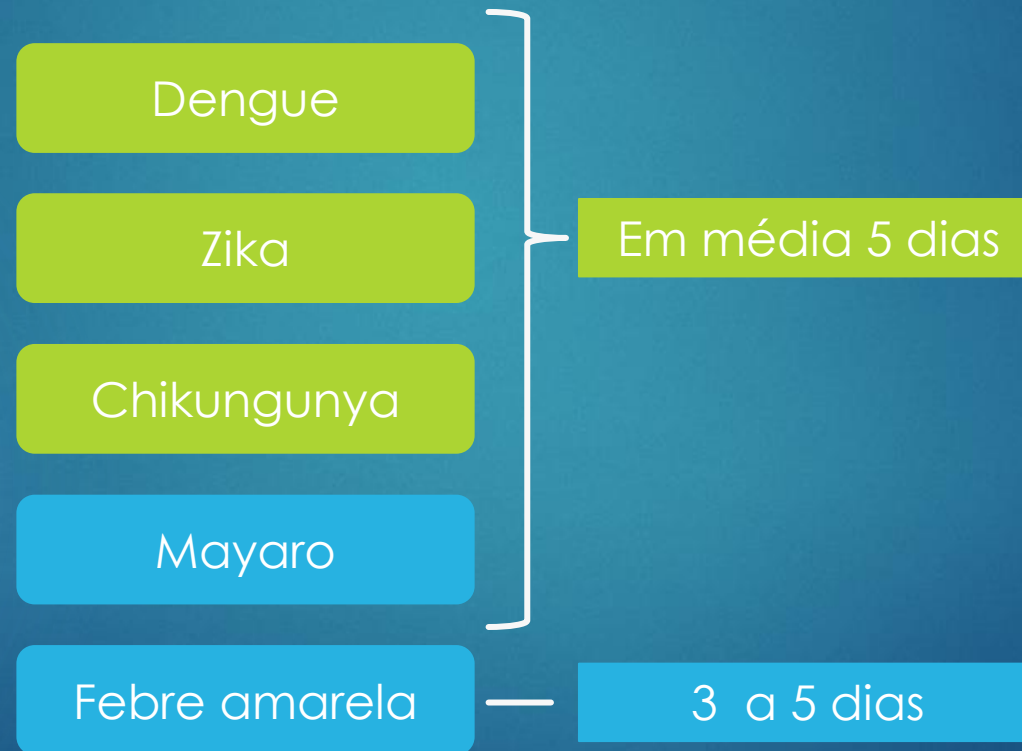 Dengue
Zika
Em média 5 dias
Chikungunya
Mayaro
Febre amarela
3 a 5 dias